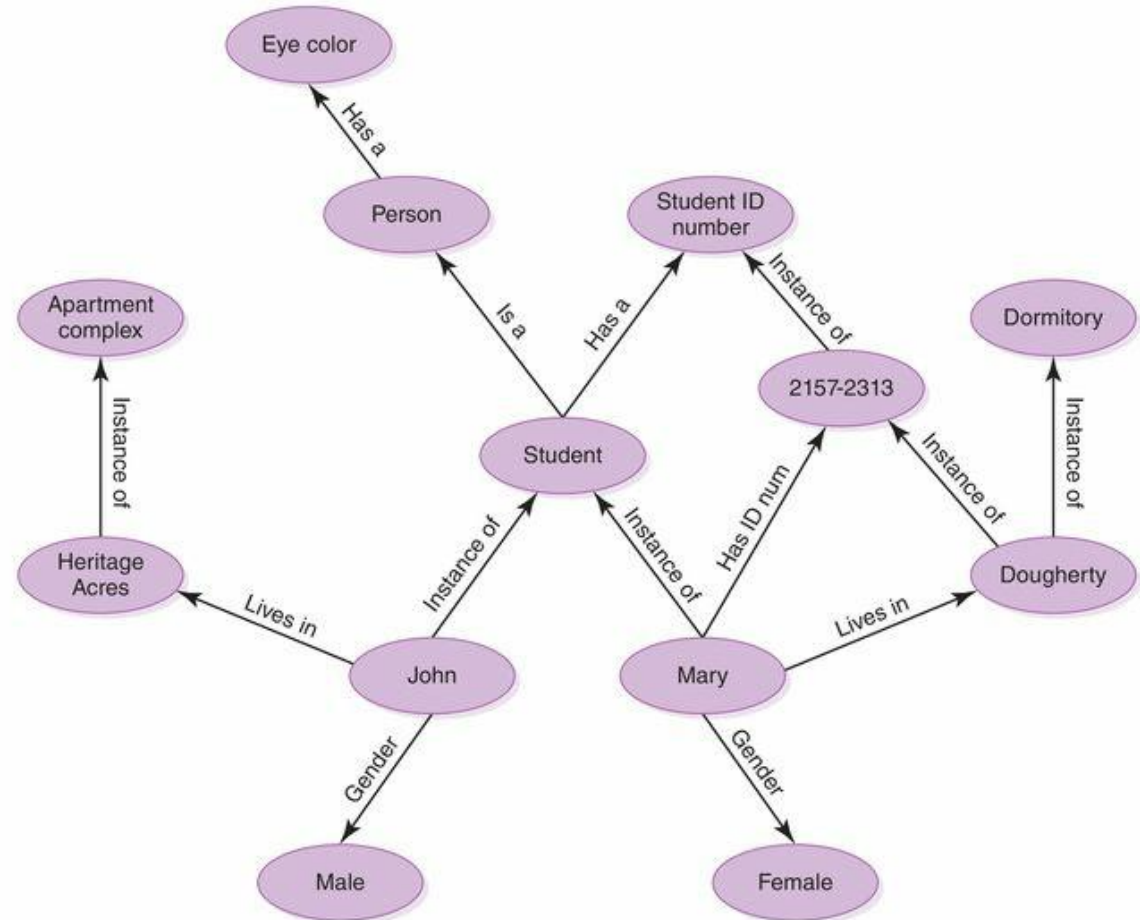 Eye color
Has a
Person
Student ID
number
Is a
Has a
Instance of
Apartment
complex
Dormitory
2157-2313
Instance of
Student
Instance of
Instance of
Heritage
Acres
Instance of
Instance of
Has ID num
Dougherty
Lives in
Lives in
John
Mary
Gender
Gender
Male
Female